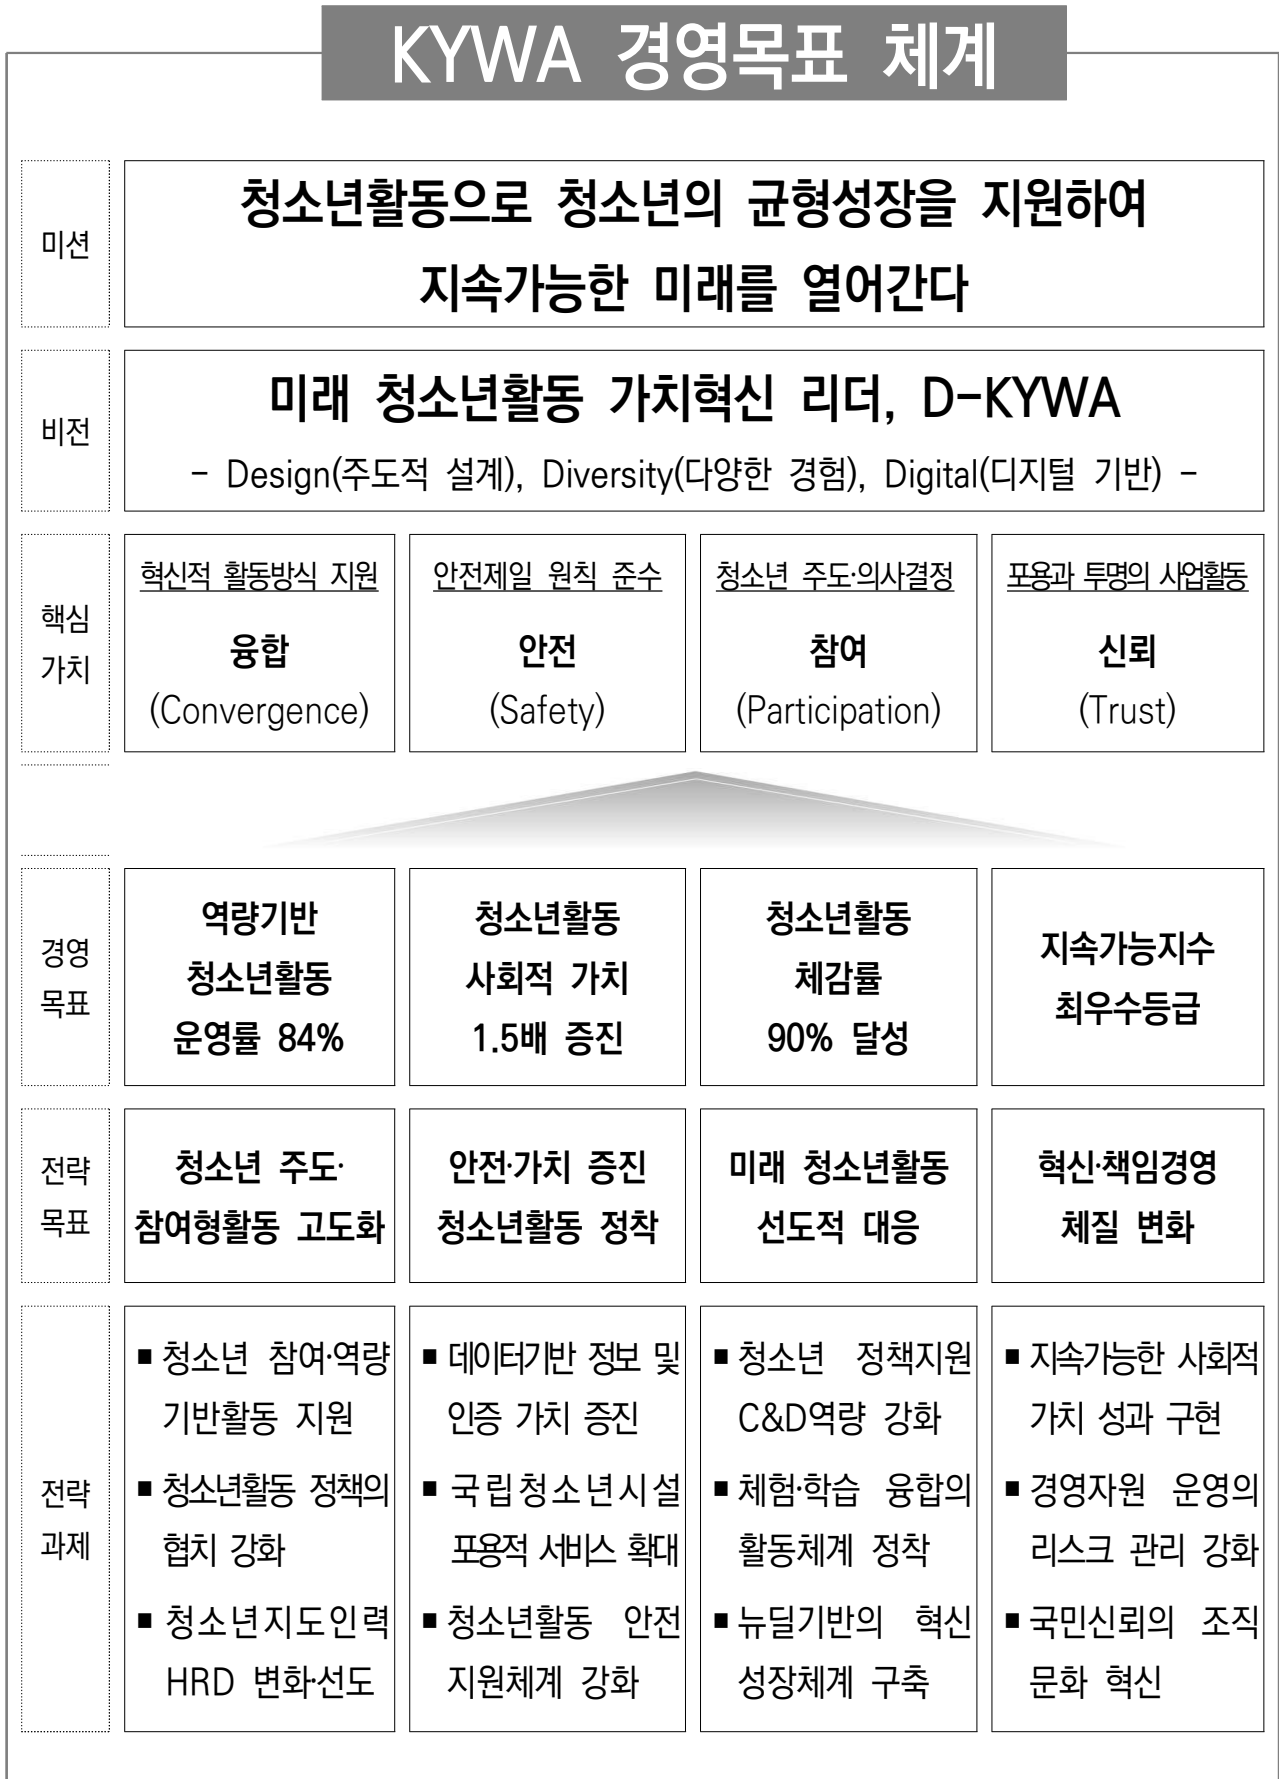 KYWA 경영목표 체계
미션
청소년활동으로 청소년의 균형성장을 지원하여
지속가능한 미래를 열어간다
비전
미래 청소년활동 가치혁신 리더, D-KYWA
- Design(주도적 설계), Diversity(다양한 경험), Digital(디지털 기반) -
핵심
가치
혁신적 활동방식 지원
융합
(Convergence)
안전제일 원칙 준수
안전
(Safety)
청소년 주도·의사결정
참여
(Participation)
포용과 투명의 사업활동
신뢰
(Trust)
경영
목표
역량기반
청소년활동
운영률 84%
청소년활동
사회적 가치
1.5배 증진
청소년활동
체감률
90% 달성
지속가능지수
최우수등급
전략
목표
청소년 주도·
참여형활동 고도화
안전·가치 증진
청소년활동 정착
미래 청소년활동
선도적 대응
혁신·책임경영
체질 변화
전략
과제
▪ 청소년 참여·역량
기반활동 지원
▪ 청소년활동 정책의
협치 강화
▪ 청소년지도인력
HRD 변화·선도
▪ 데이터기반 정보 및
인증 가치 증진
▪ 국립청소년시설
포용적 서비스 확대
▪ 청소년활동 안전
지원체계 강화
▪ 청소년 정책지원
C&D역량 강화
▪ 체험·학습 융합의
활동체계 정착
▪ 뉴딜기반의 혁신
성장체계 구축
▪ 지속가능한 사회적
가치 성과 구현
▪ 경영자원 운영의
리스크 관리 강화
▪ 국민신뢰의 조직
문화 혁신